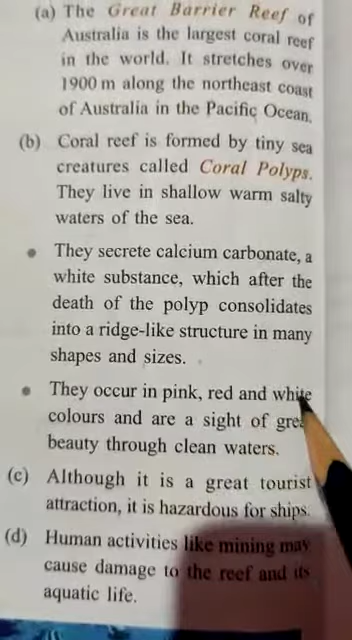 (a) The Great Barrier Reef of
Australia is the largest coral reef
in the world. It stretches over
1900 m along the northeast coast
of Australia in the Pacific Ocean.
(b) Coral reef is formed by tiny sea
creatures called Coral Polyps.
They live in shallow warm salty
waters of the sea.
• They secrete calcium carbonate, a
white substance, which after the
death of the polyp consolidates
into a ridge-like structure in many
shapes and sizes.
• They occur in pink, red and white
colours and are a sight of
beauty through clean waters.
(c) Although it is a great tourist
attraction, it is hazardous for ships.
(d) Human activities like mining may
cause damage to the reef and its
aquatic life.